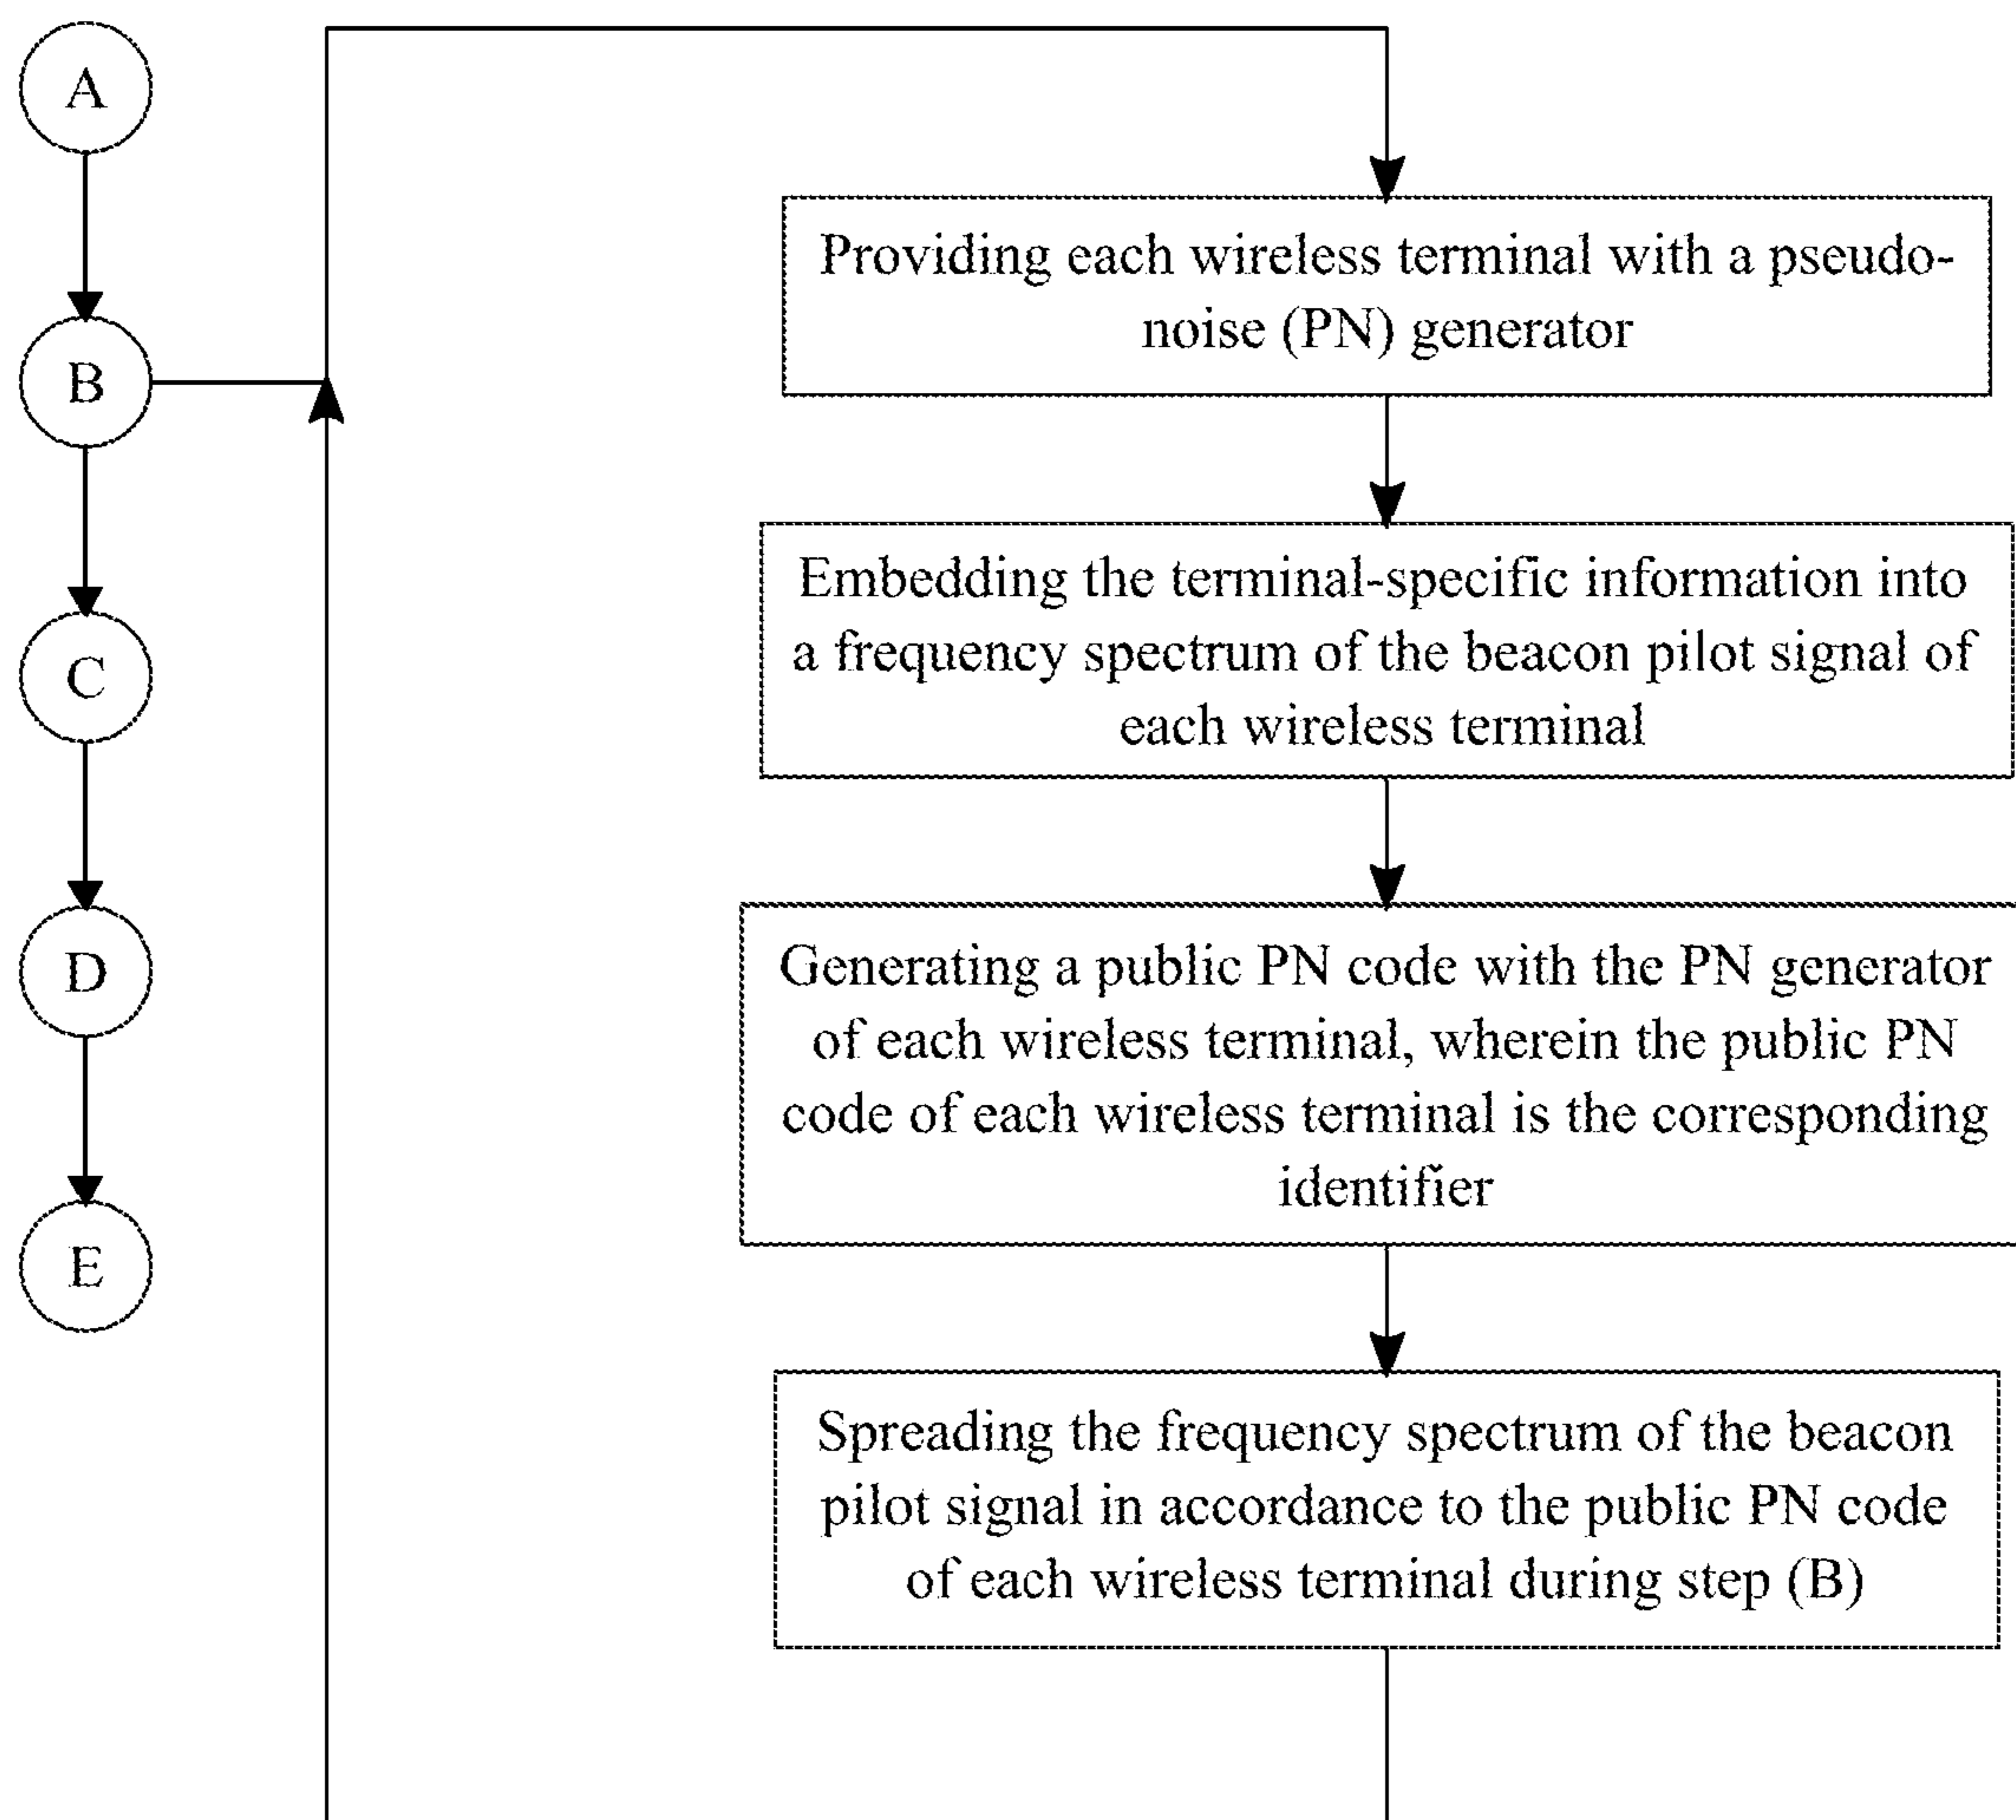 A
B
C
D
E
Providing each wireless terminal with a pseudo-
noise (PN) generator
Embedding the terminal-specific information into
a frequency spectrum of the beacon pilot signal of
each wireless terminal
Generating a public PN code with the PN generator
of each wireless terminal, wherein the public PN
code of each wireless terminal is the corresponding
identifier
Spreading the frequency spectrum of the beacon
pilot signal in accordance to the public PN code
of each wireless terminal during step (B)